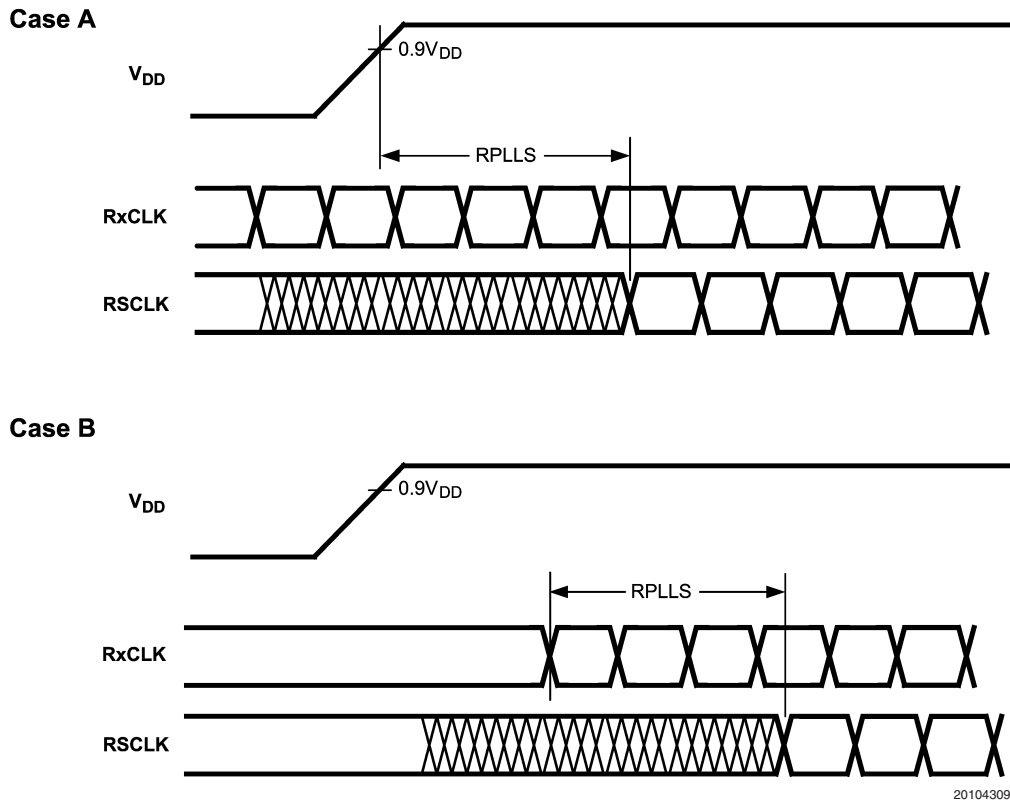 Case A
VDD
0.9VDD
RPLLS
RxCLK
RSCLK
Case B
VDD
0.9VDD
RPLLS
RxCLK
RSCLK
20104309